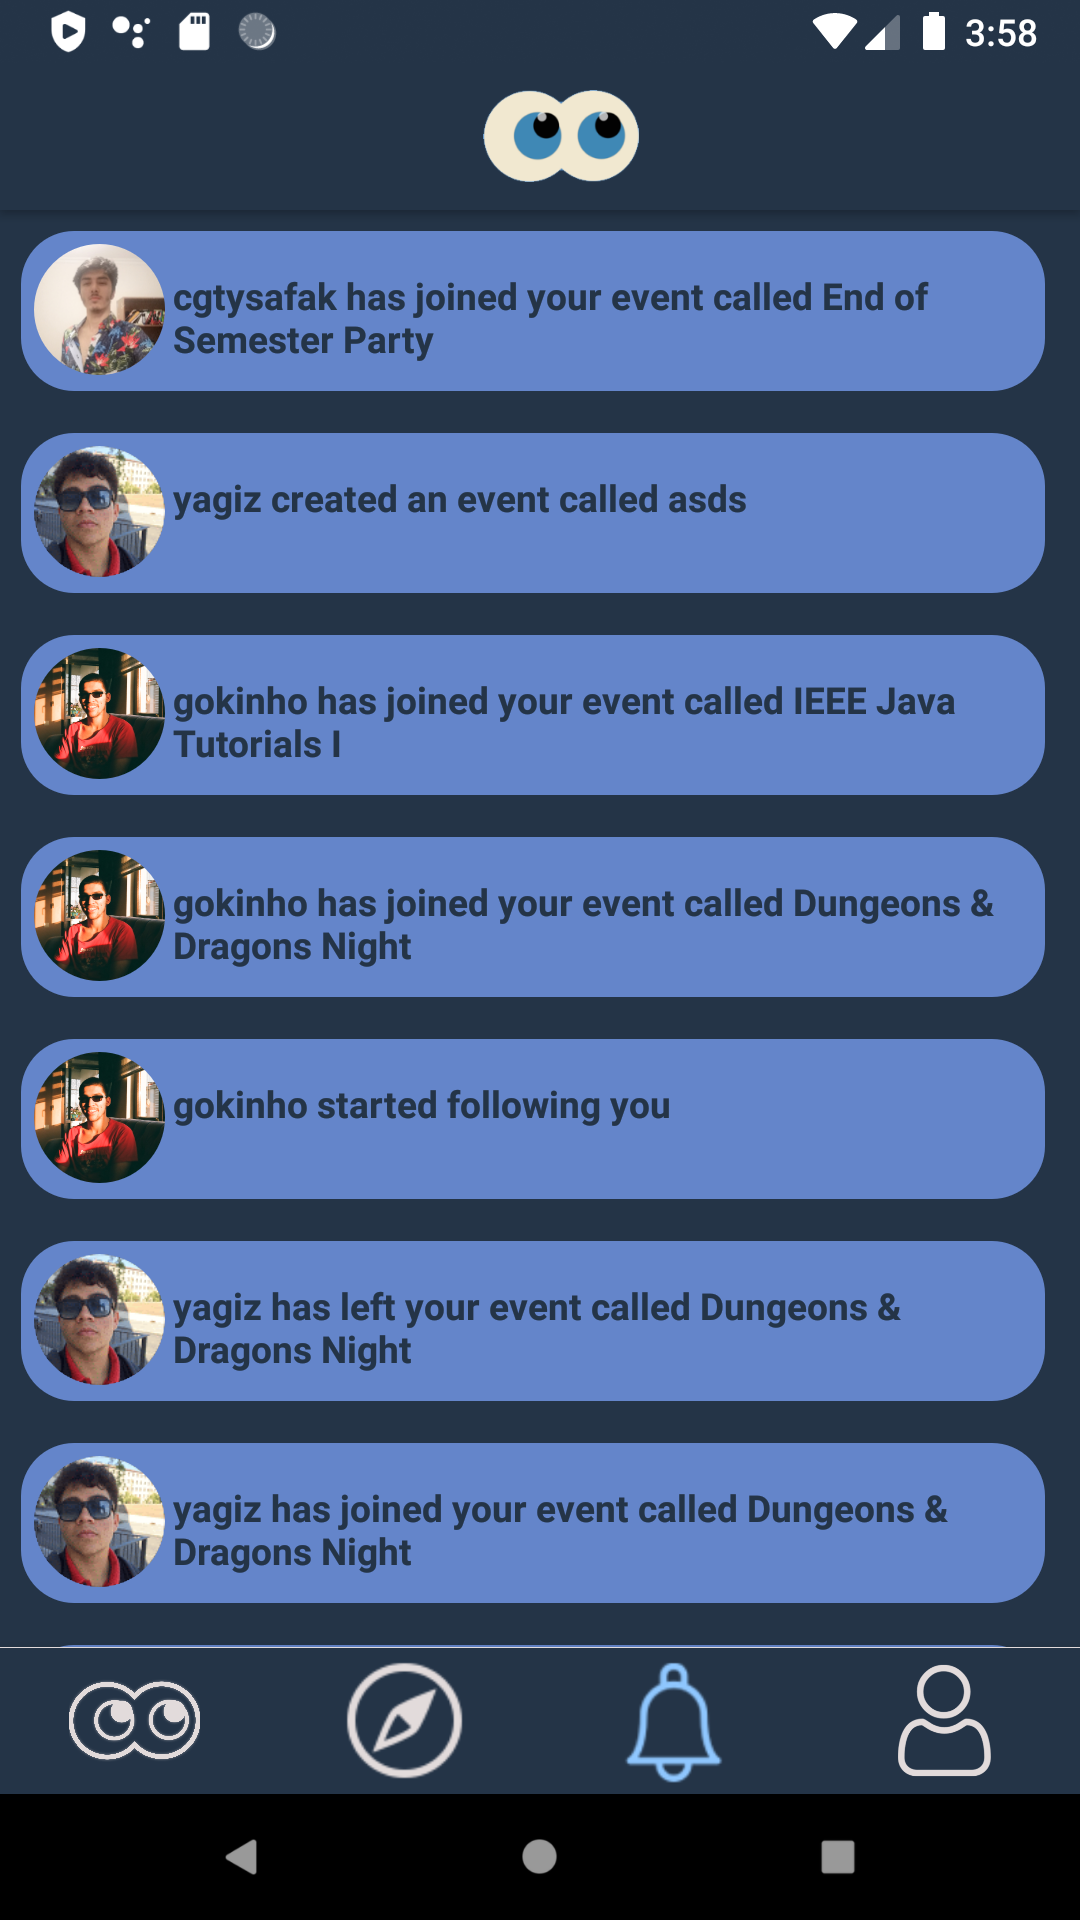 3:58
cgtysafak has joined your event called End of
Semester Party
yagiz created an event called asds
gokinho has joined your event called IEEE Java
Tutorials I
gokinho has joined your event called Dungeons &
Dragons Night
gokinho started following you
yagiz has left your event called Dungeons &
Dragons Night
yagiz has joined your event called Dungeons &
Dragons Night